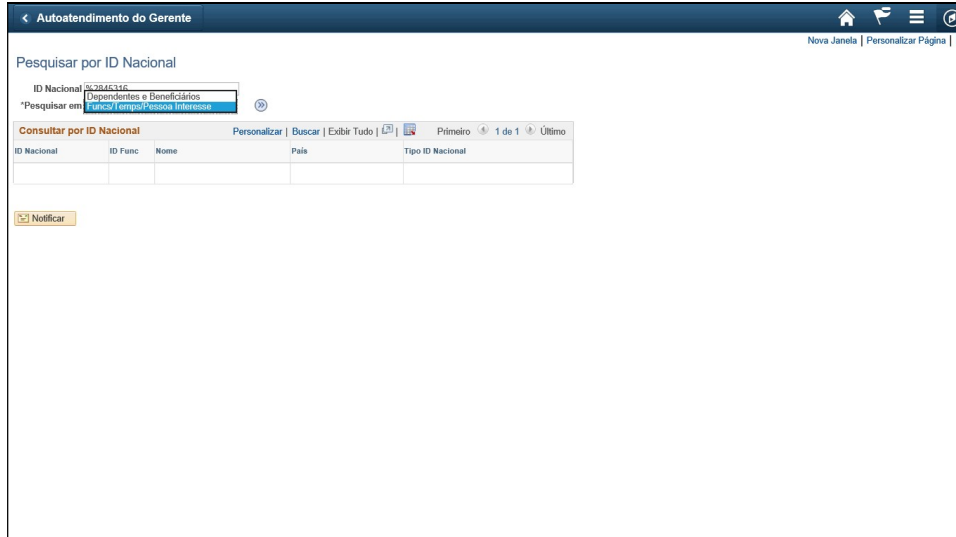 Autoatendimento do Gerente
Nova Janela | Personalizar Página |
Pesquisar por ID Nacional
ID Nacional %2845316
Dependentes e Beneficiários
*Pesquisar em Funcs/Temps/Pessoa Interesse
Consultar por ID Nacional Personalizar | Buscar | Exibir Tudo | | Primeiro 1 de 1 Último
ID Nacional ID Func Nome País Tipo ID Nacional
Notificar